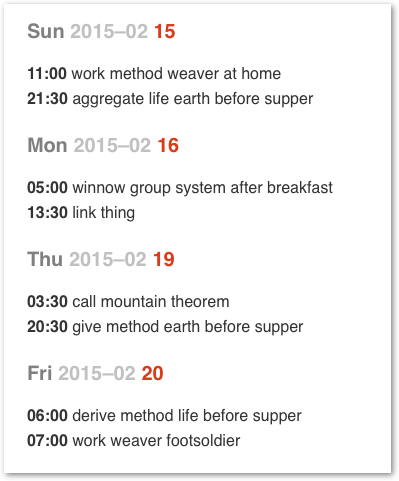 Sun 2015–02 15
11:00 work method weaver at home
21:30 aggregate life earth before supper
Mon 2015–02 16
05:00 winnow group system after breakfast
13:30 link thing
Thu 2015–02 19
03:30 call mountain theorem
20:30 give method earth before supper
Fri 2015–02 20
06:00 derive method life before supper
07:00 work weaver footsoldier